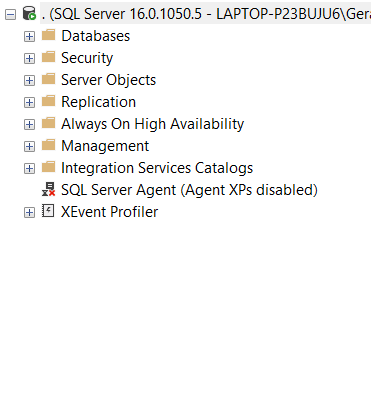 . (SQL Server 16.0.1050.5 - LAPTOP-P23BUJU6\Gera
Databases
Security
Server Objects
Replication
Always On High Availability
Management
Integration Services Catalogs
SQL Server Agent (Agent XPs disabled)
XEvent Profiler